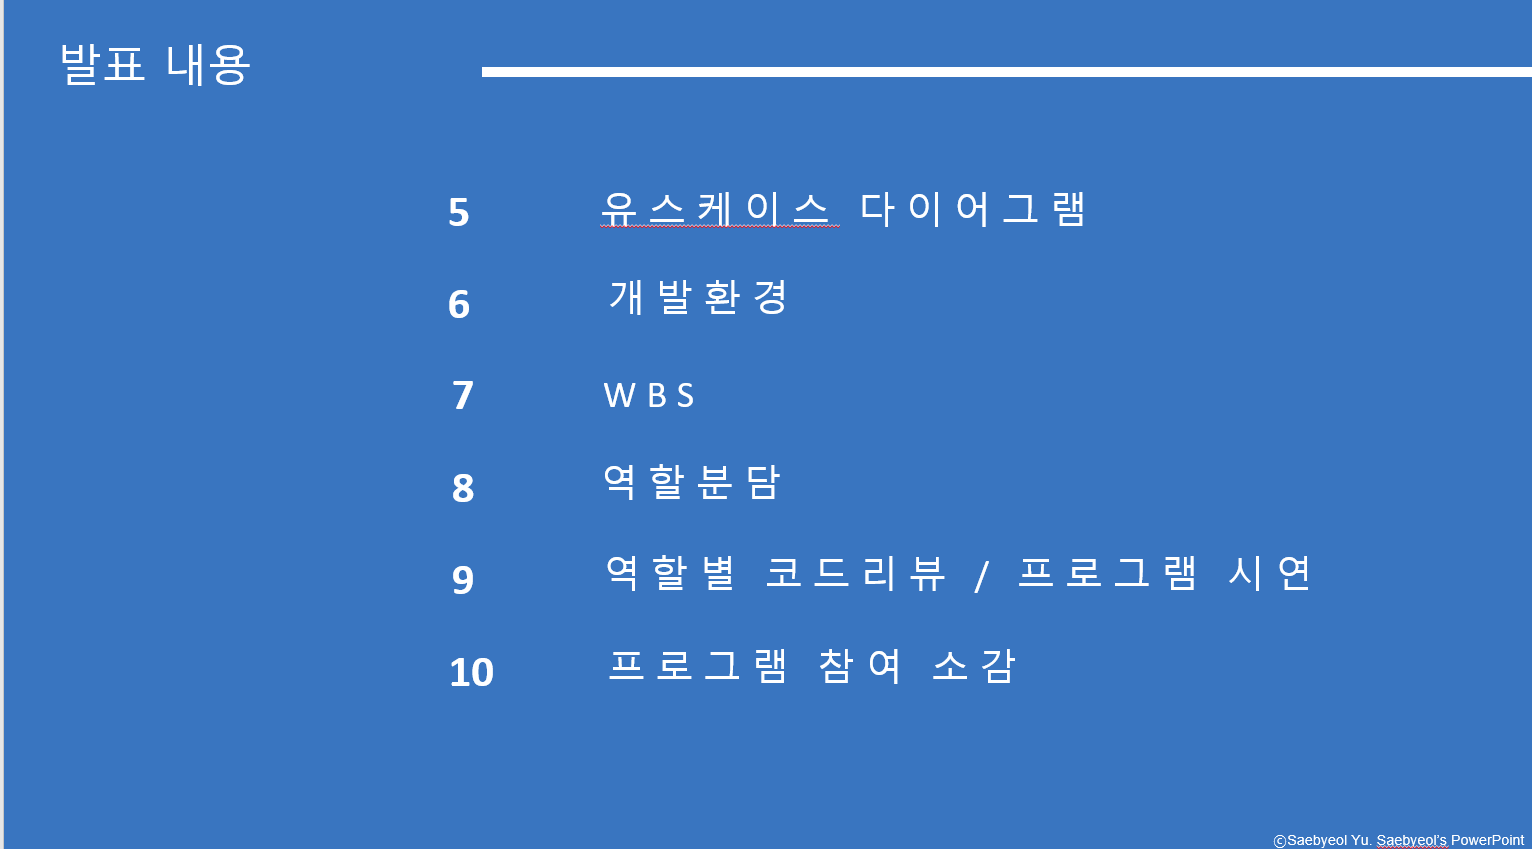 발표 내용
5 유스케이스 다이어그램
6 개발환경
7 WBS
8 역할분담
9 역할별 코드리뷰 / 프로그램 시연
10 프로그램 참여 소감
ⓒSaebyeol Yu. Saebyeol's PowerPoint